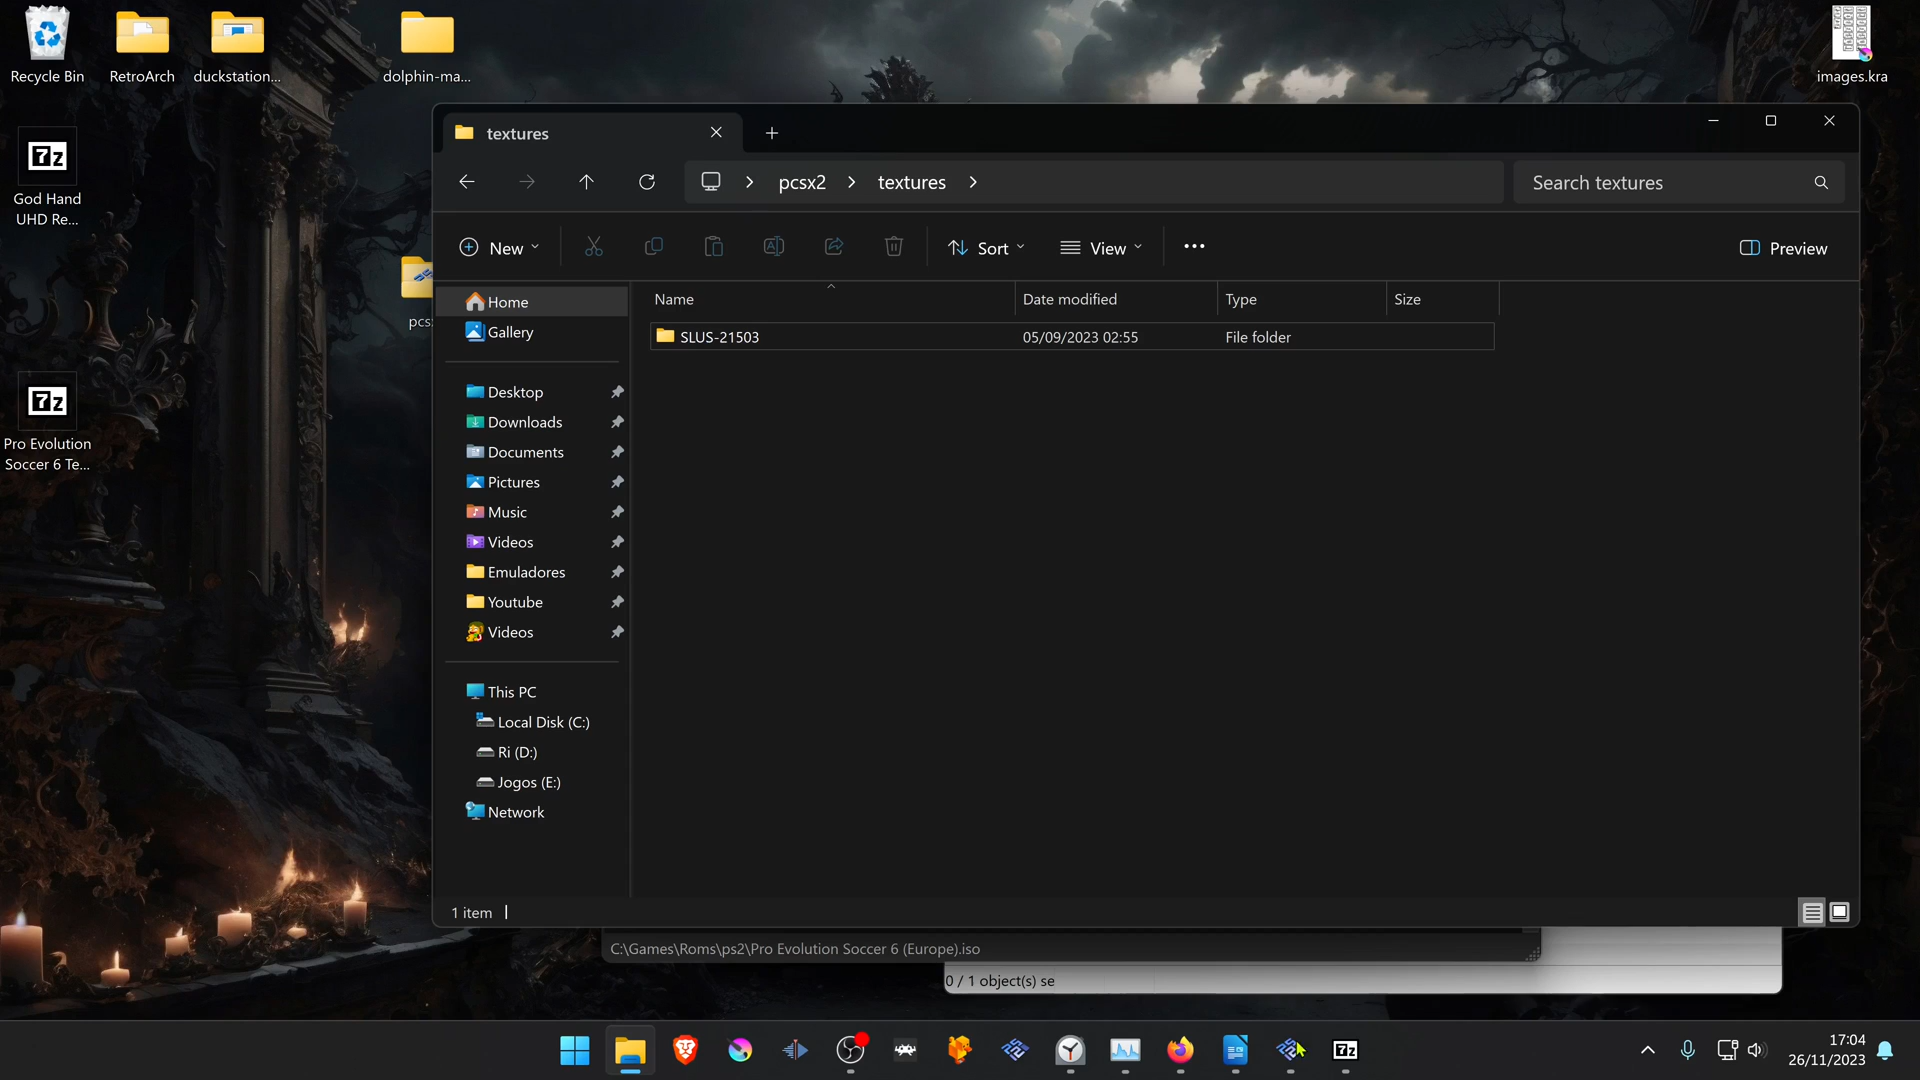 Recycle Bin
RetroArch
duckstation...
dolphin-ma...
images.kra
7z
God Hand
UHD Re...
pcs
7z
Pro Evolution
Soccer 6 Te...
textures
pcsx2
textures
Search textures
New
Sort
View
Preview
Name
Date modified
Type
Size
SLUS-21503
05/09/2023 02:55
File folder
Home
Gallery
Desktop
Downloads
Documents
Pictures
Music
Videos
Emuladores
Youtube
Videos
This PC
Local Disk (C:)
Ri (D:)
Jogos (E:)
Network
1 item
C:\Games\Roms\ps2\Pro Evolution Soccer 6 (Europe).iso
0 / 1 object(s) se
7z
17:04
26/11/2023